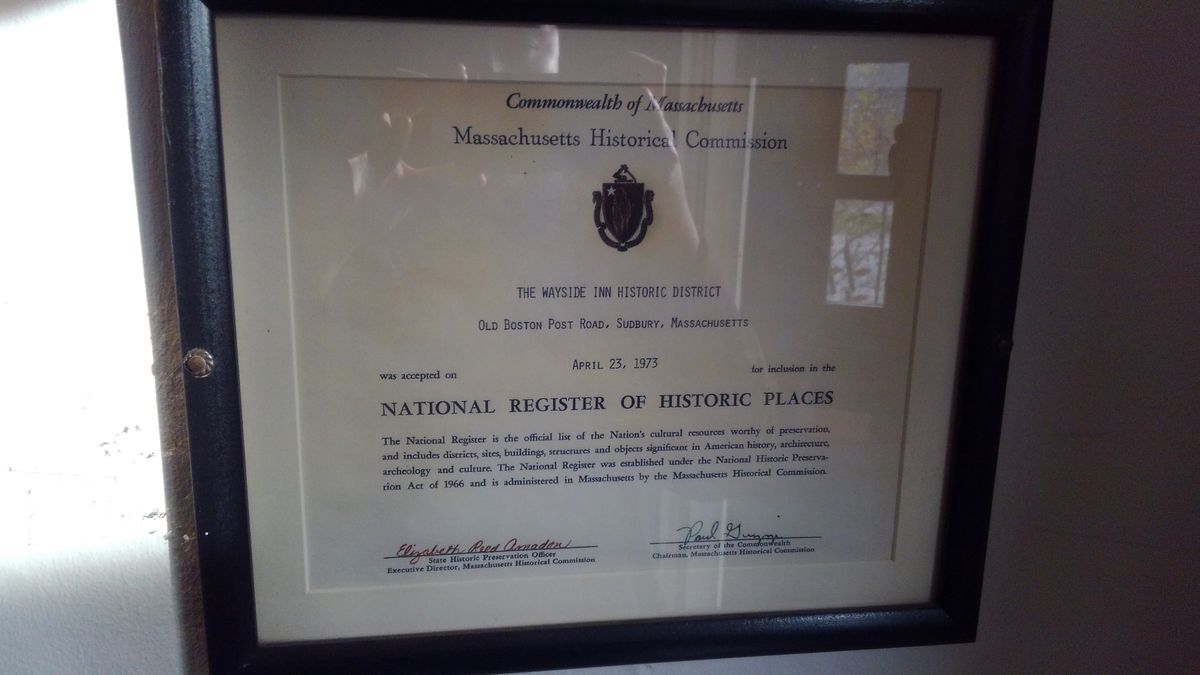 Commonwealth of Massachusetts
Massachusetts Historical Commission
THE WAYSIDE INN HISTORIC DISTRICT
OLD BOSTON POST ROAD, SUDBURY, MASSACHUSETTS
APRIL 23, 1973
was accepted on for inclusion in the
NATIONAL REGISTER OF HISTORIC PLACES
The National Register is the official list of the Nation's cultural resources worthy of preservation,
and includes districts, sites, buildings, structures and objects significant in American history, architecture,
archeology and culture. The National Register was established under the National Historic Preserva-
tion Act of 1966 and is administered in Massachusetts by the Massachusetts Historical Commission.
Elizabeth Reed Amadon
State Historic Preservation Officer
Executive Director, Massachusetts Historical Commission
Paul Guzzi
Secretary of the Commonwealth
Chairman, Massachusetts Historical Commission